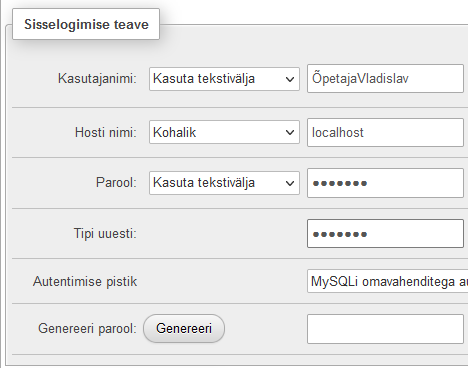 Sisselogimise teave
Kasutajanimi: Kasuta tekstivälja ÕpetajaVladislav
Hosti nimi: Kohalik localhost
Parool: Kasuta tekstivälja •••••••
Tipi uuesti: •••••••
Autentimise pistik MySQLi omavahenditega au
Genereeri parool: Genereeri